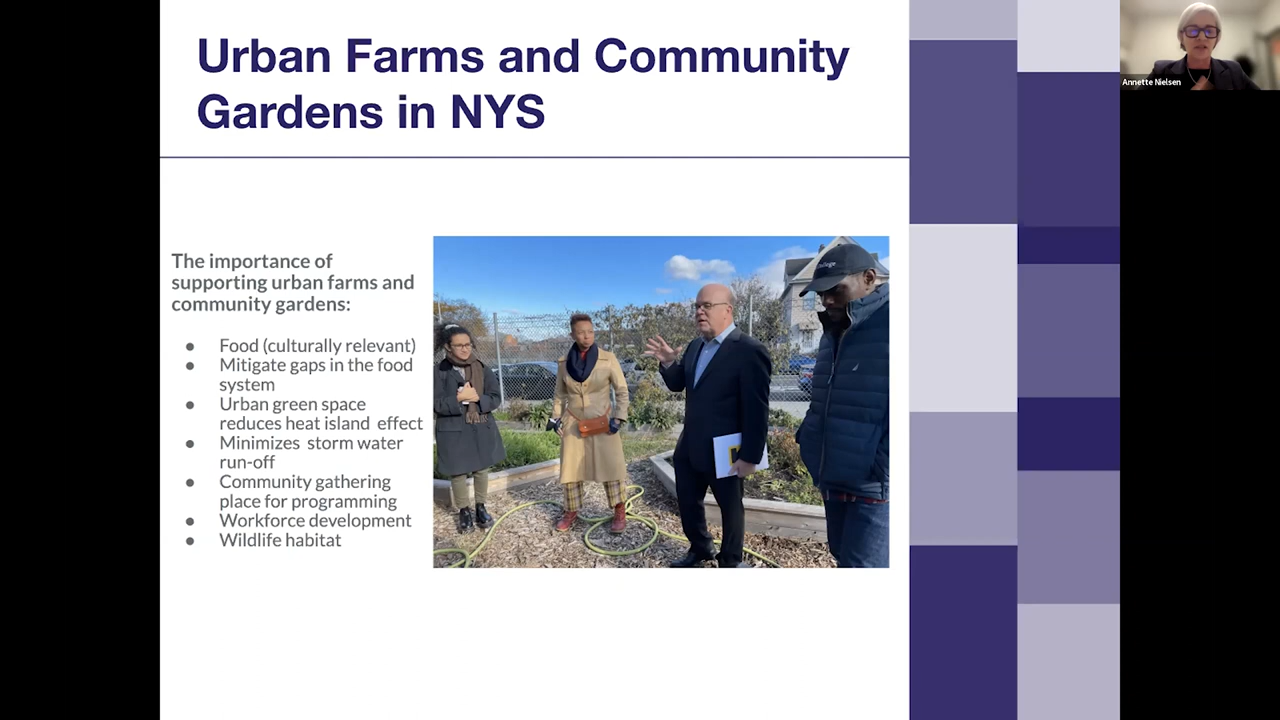 Urban Farms and Community
Gardens in NYS
Annette Nielsen
The importance of
supporting urban farms and
community gardens:
● Food (culturally relevant)
● Mitigate gaps in the food
system
● Urban green space
reduces heat island effect
● Minimizes storm water
run-off
● Community gathering
place for programming
● Workforce development
● Wildlife habitat